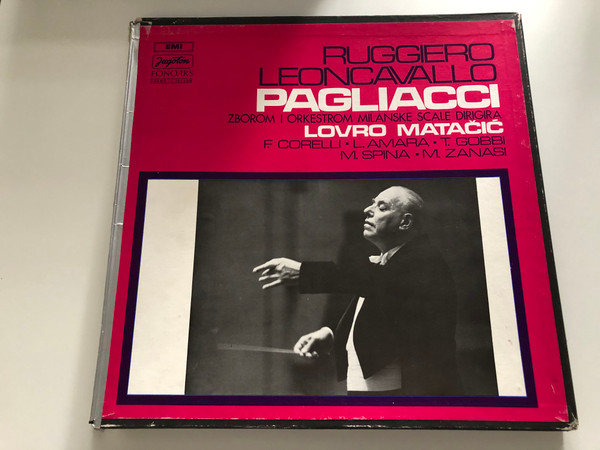 EMI
Jugoton
RUGGIERO
LEONCAVALLO
PAGLIACCI
ZBOROM I ORKESTROM MILANSKE SCALE DIRIGIRA
LOVRO MATAČIĆ
F. CORELLI • L. AMARA • T. GOBBI
M. SPINA • M. ZANASI